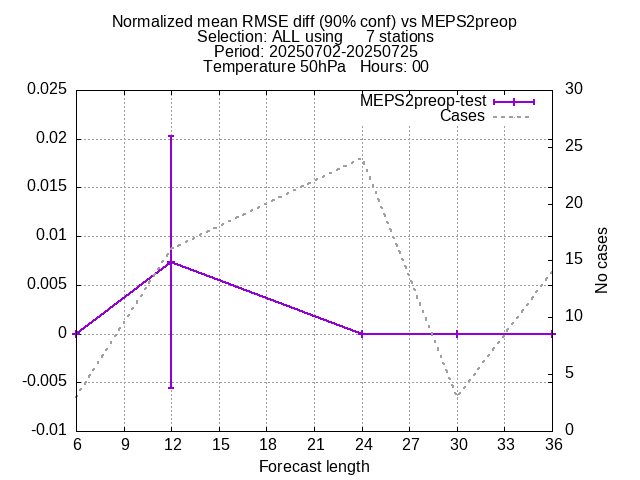 Normalized mean RMSE diff (90% conf) vs MEPS2preop
Selection: ALL using     7 stations
Period: 20250702-20250725
Temperature 50hPa   Hours: 00
0.025
0.02
0.015
0.01
0.005
0
-0.005
-0.01
MEPS2preop-test
Cases
30
25
20
15
10
5
0
No cases
6 9 12 15 18 21 24 27 30 33 36
Forecast length